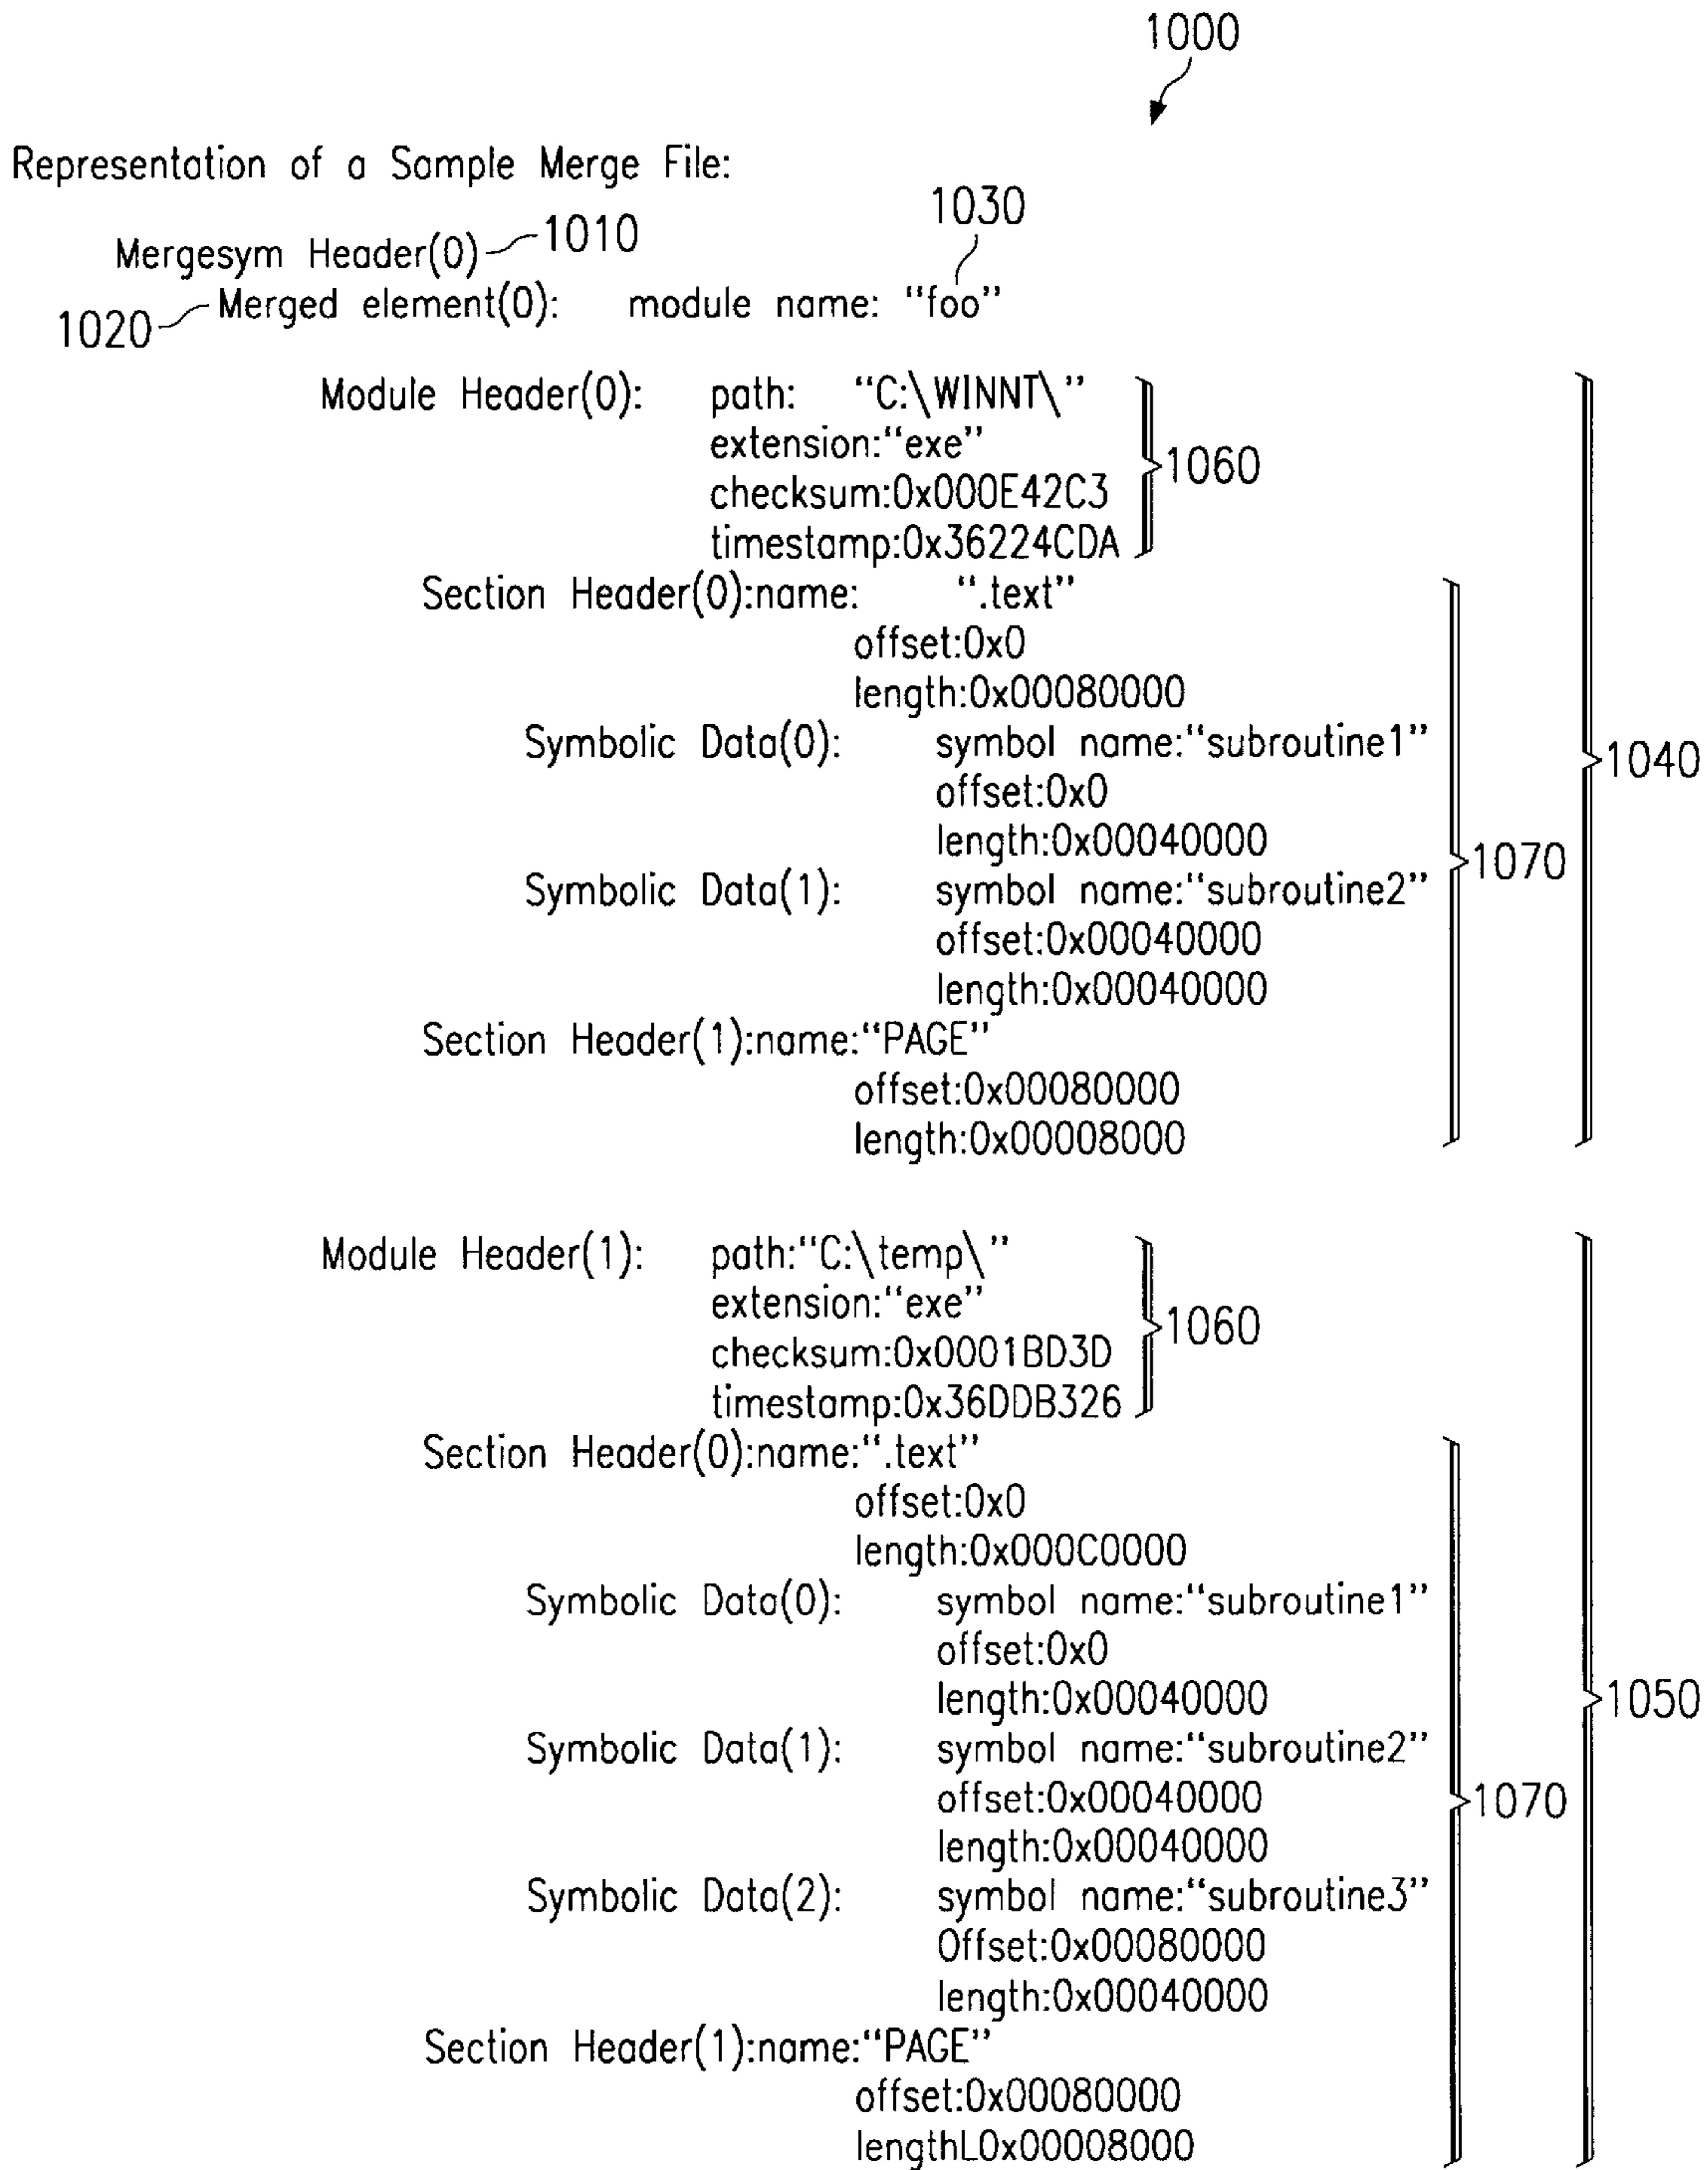 1000
Representation of a Sample Merge File:
1030
Mergesym Header(0) 1010
1020 Merged element(0): module name: “foo”
Module Header(0): path: “C:\WINNT\”
extension:“exe”
1060
checksum:0x000E42C3
timestamp:0x36224CDA
Section Header(0):name: “.text”
offset:0x0
length:0x00080000
Symbolic Data(0): symbol name:“subroutine1”
1040
offset:0x0
length:0x00040000
1070
Symbolic Data(1): symbol name:“subroutine2”
offset:0x00040000
length:0x00040000
Section Header(1):name:“PAGE”
offset:0x00080000
length:0x00008000
Module Header(1): path:“C:\temp\”
extension:“exe”
1060
checksum:0x0001BD3D
timestamp:0x36DDB326
Section Header(0):name:“.text”
offset:0x0
length:0x000C0000
Symbolic Data(0): symbol name:“subroutine1”
offset:0x0
length:0x00040000
1050
Symbolic Data(1): symbol name:“subroutine2”
offset:0x00040000
1070
length:0x00040000
Symbolic Data(2): symbol name:“subroutine3”
Offset:0x00080000
length:0x00040000
Section Header(1):name:“PAGE”
offset:0x00080000
lengthL0x00008000